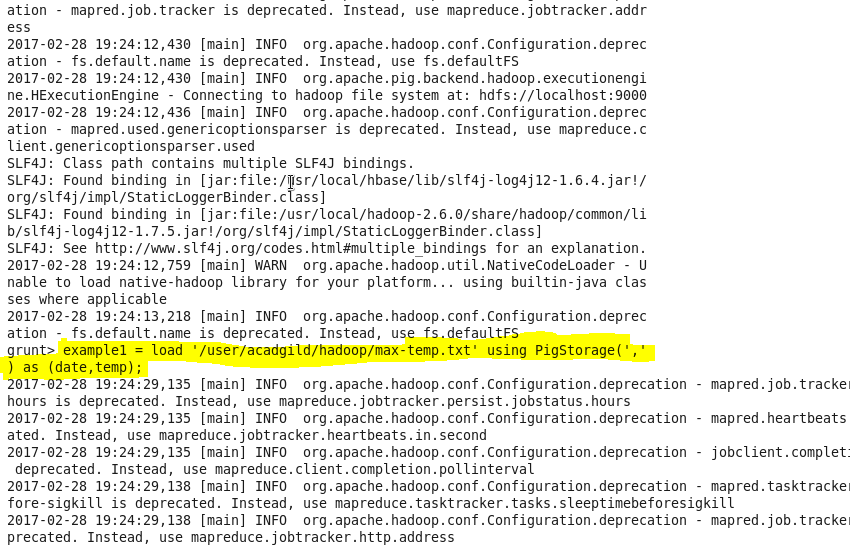 ation - mapred.job.tracker is deprecated. Instead, use mapreduce.jobtracker.addr
ess
2017-02-28 19:24:12,430 [main] INFO  org.apache.hadoop.conf.Configuration.deprec
ation - fs.default.name is deprecated. Instead, use fs.defaultFS
2017-02-28 19:24:12,430 [main] INFO  org.apache.pig.backend.hadoop.executionengi
ne.HExecutionEngine - Connecting to hadoop file system at: hdfs://localhost:9000
2017-02-28 19:24:12,436 [main] INFO  org.apache.hadoop.conf.Configuration.deprec
ation - mapred.used.genericoptionsparser is deprecated. Instead, use mapreduce.c
lient.genericoptionsparser.used
SLF4J: Class path contains multiple SLF4J bindings.
SLF4J: Found binding in [jar:file:/usr/local/hbase/lib/slf4j-log4j12-1.6.4.jar!/
org/slf4j/impl/StaticLoggerBinder.class]
SLF4J: Found binding in [jar:file:/usr/local/hadoop-2.6.0/share/hadoop/common/li
b/slf4j-log4j12-1.7.5.jar!/org/slf4j/impl/StaticLoggerBinder.class]
SLF4J: See http://www.slf4j.org/codes.html#multiple_bindings for an explanation.
2017-02-28 19:24:12,759 [main] WARN  org.apache.hadoop.util.NativeCodeLoader - U
nable to load native-hadoop library for your platform... using builtin-java clas
ses where applicable
2017-02-28 19:24:13,218 [main] INFO  org.apache.hadoop.conf.Configuration.deprec
ation - fs.default.name is deprecated. Instead, use fs.defaultFS
grunt> example1 = load '/user/acadgild/hadoop/max-temp.txt' using PigStorage(','
) as (date,temp);
2017-02-28 19:24:29,135 [main] INFO  org.apache.hadoop.conf.Configuration.deprecation - mapred.job.tracker
hours is deprecated. Instead, use mapreduce.jobtracker.persist.jobstatus.hours
2017-02-28 19:24:29,135 [main] INFO  org.apache.hadoop.conf.Configuration.deprecation - mapred.heartbeats
ated. Instead, use mapreduce.jobtracker.heartbeats.in.second
2017-02-28 19:24:29,135 [main] INFO  org.apache.hadoop.conf.Configuration.deprecation - jobclient.completi
 deprecated. Instead, use mapreduce.client.completion.pollinterval
2017-02-28 19:24:29,138 [main] INFO  org.apache.hadoop.conf.Configuration.deprecation - mapred.tasktracker
fore-sigkill is deprecated. Instead, use mapreduce.tasktracker.tasks.sleeptimebeforesigkill
2017-02-28 19:24:29,138 [main] INFO  org.apache.hadoop.conf.Configuration.deprecation - mapred.job.tracker
precated. Instead, use mapreduce.jobtracker.http.address